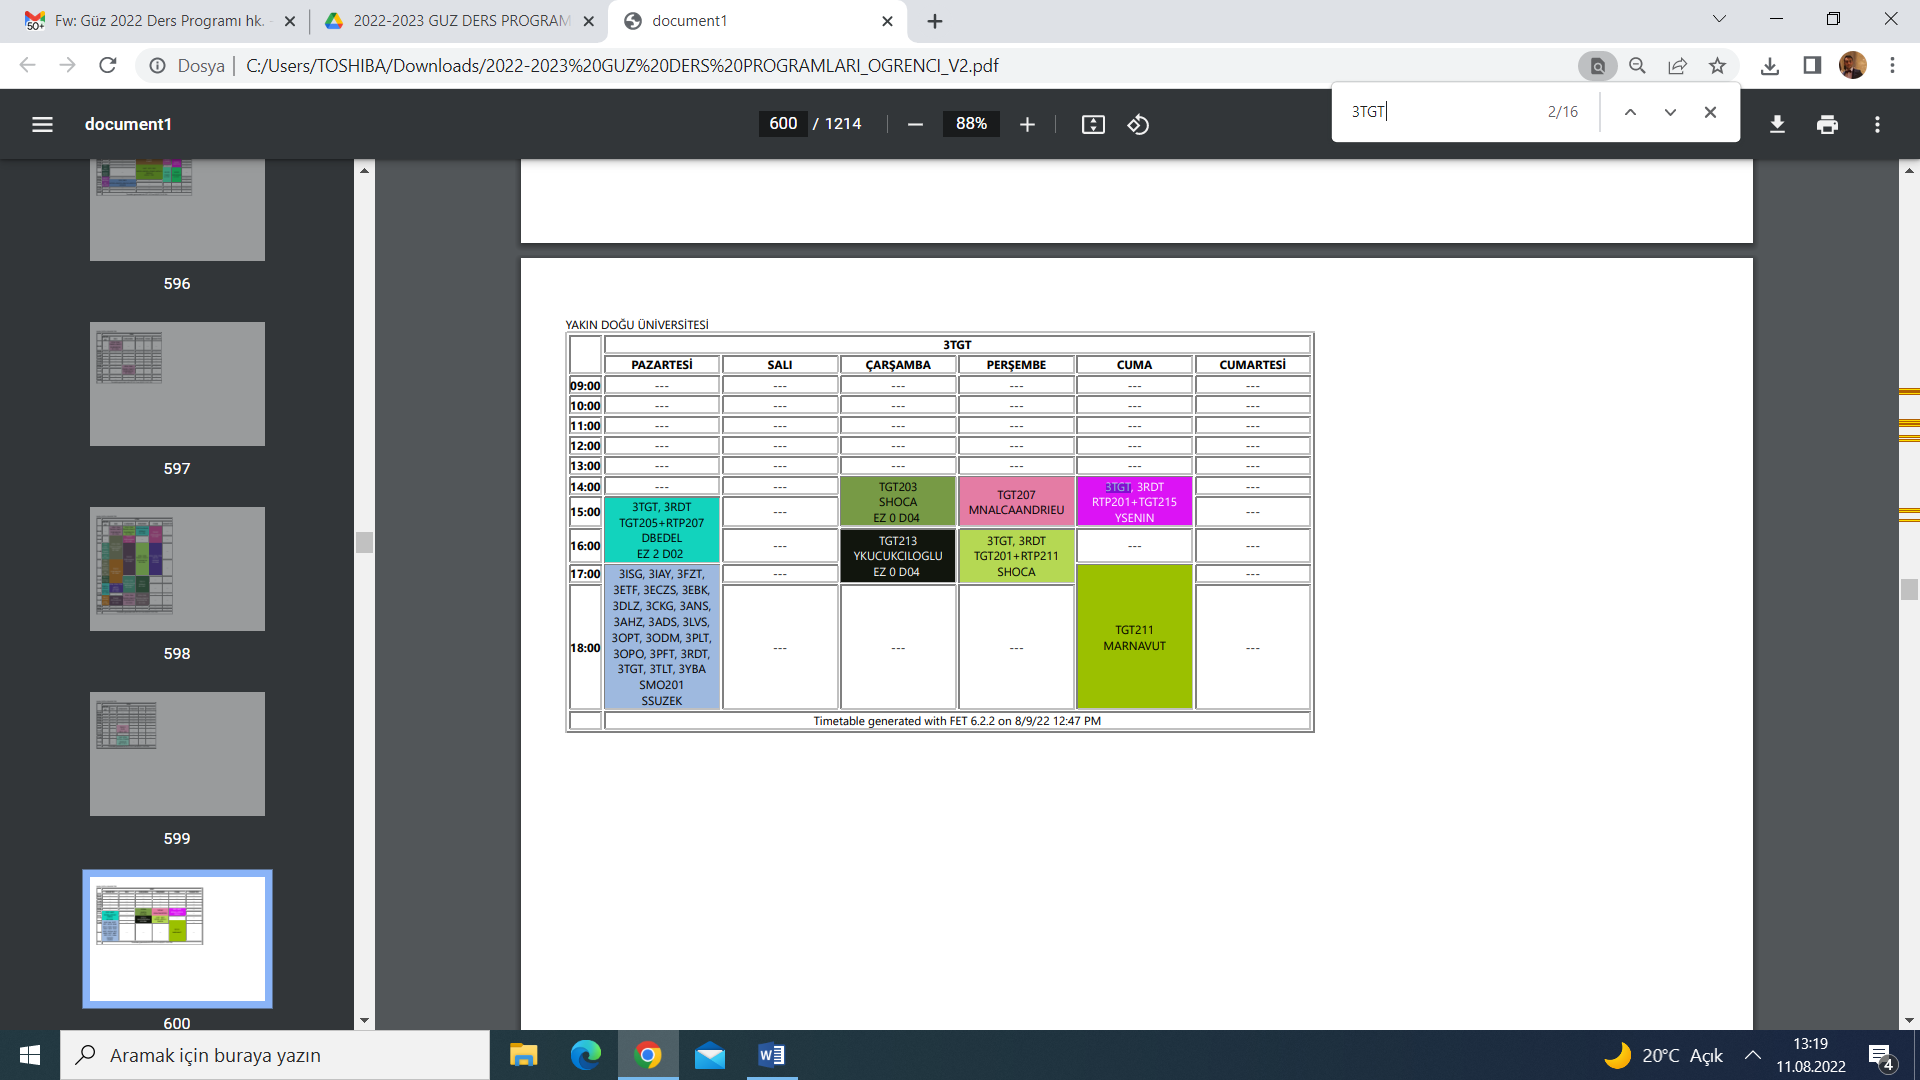 Fw: Güz 2022 Ders Programı hk. -
2022-2023 GUZ DERS PROGRAM
document1
Dosya
C:/Users/TOSHIBA/Downloads/2022-2023%20GUZ%20DERS%20PROGRAMLARI_OGRENCI_V2.pdf
document1
600 / 1214
88%
3TGT
2/16
596
597
598
599
600
YAKIN DOĞU ÜNİVERSİTESİ
3TGT
PAZARTESİ SALI ÇARŞAMBA PERŞEMBE CUMA CUMARTESİ
09:00 --- --- --- --- --- ---
10:00 --- --- --- --- --- ---
11:00 --- --- --- --- --- ---
12:00 --- --- --- --- --- ---
13:00 --- --- --- --- --- ---
14:00 --- --- ---
15:00 --- ---
16:00 --- --- ---
17:00 --- ---
18:00 --- --- --- ---
3TGT, 3RDT
TGT205+RTP207
DBEDEL
EZ 2 D02
3ISG, 3IAY, 3FZT,
3ETF, 3ECZS, 3EBK,
3DLZ, 3CKG, 3ANS,
3AHZ, 3ADS, 3LVS,
3OPT, 3ODM, 3PLT,
3OPO, 3PFT, 3RDT,
3TGT, 3TLT, 3YBA
SMO201
SSUZEK
TGT203
SHOCA
EZ 0 D04
TGT213
YKUCUKCILOGLU
EZ 0 D04
TGT207
MNALCAANDRIEU
3TGT, 3RDT
TGT201+RTP211
SHOCA
3TGT, 3RDT
RTP201+TGT215
YSENIN
TGT211
MARNAVUT
Timetable generated with FET 6.2.2 on 8/9/22 12:47 PM
Aramak için buraya yazın
20°C Açık
13:19
11.08.2022
4